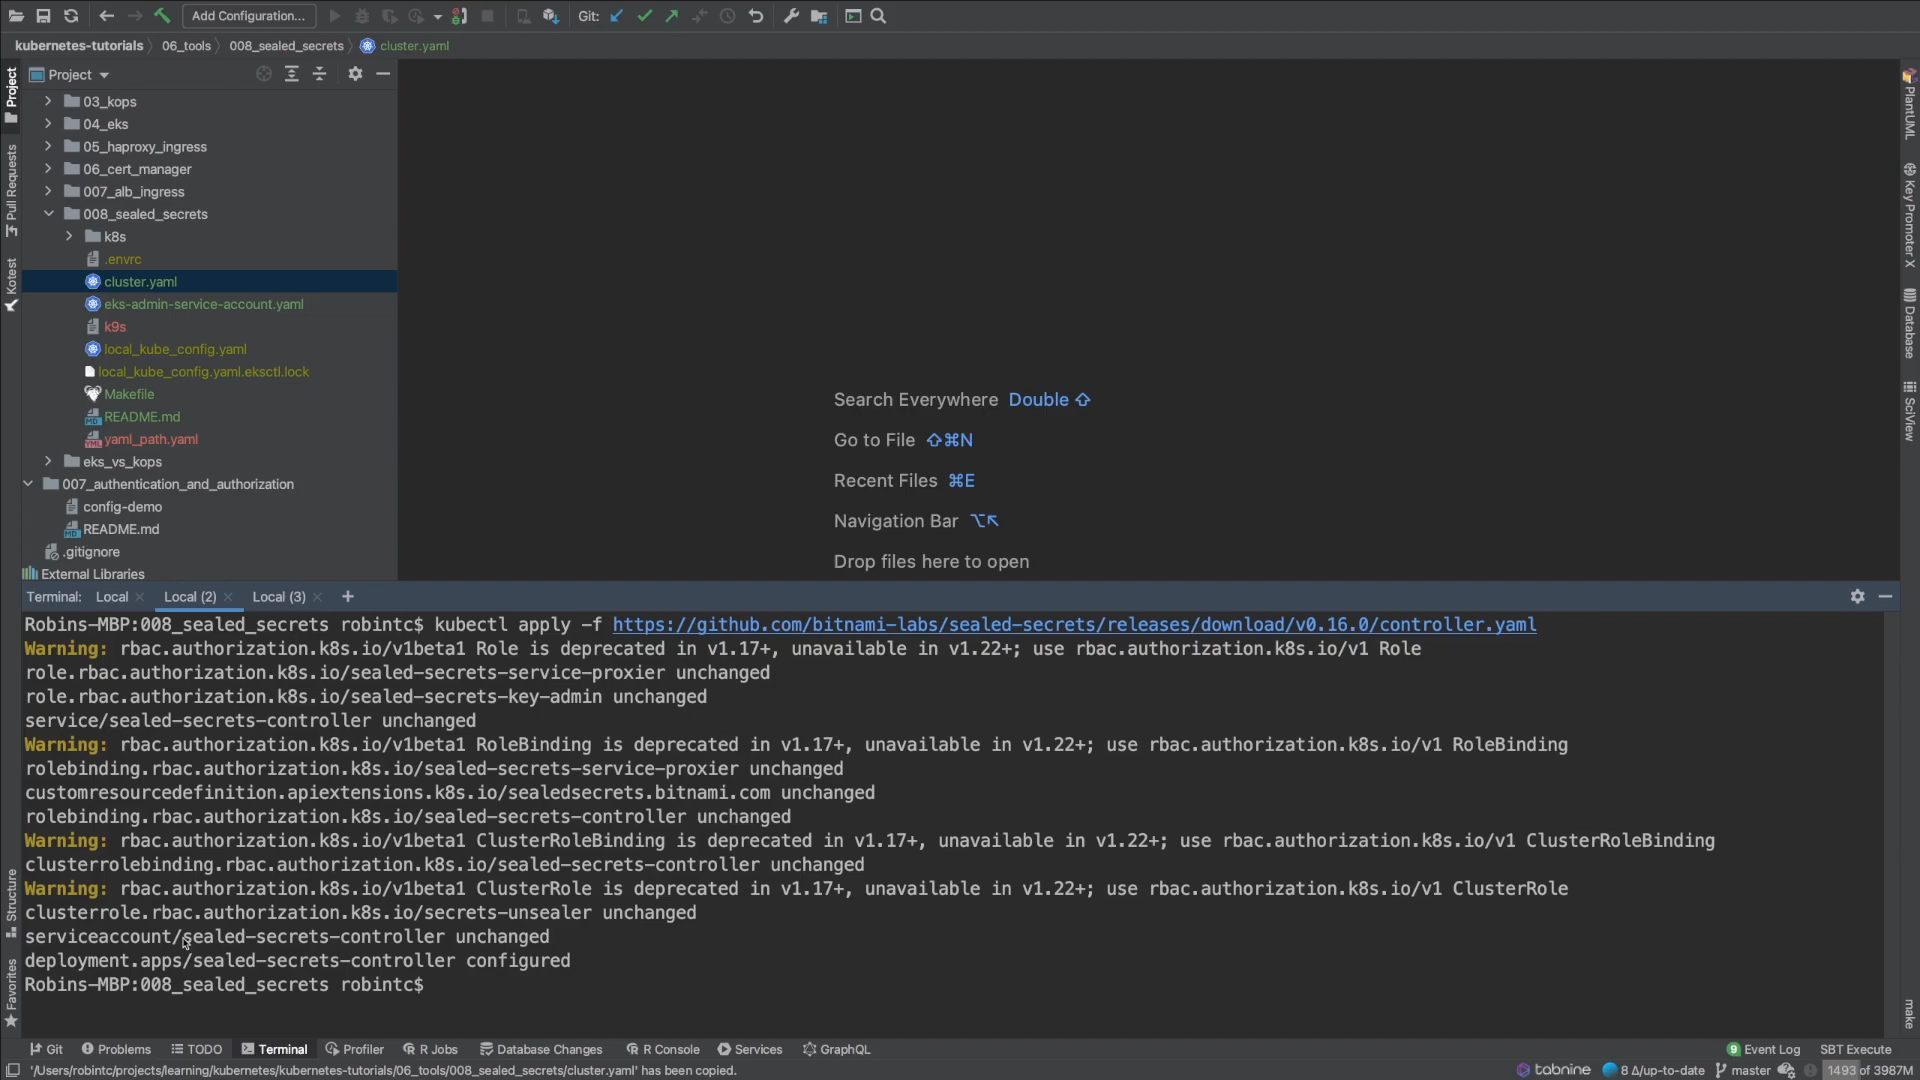 Add Configuration...
Git:
kubernetes-tutorials
06_tools
008_sealed_secrets
cluster.yaml
Project
Project
03_kops
04_eks
05_haproxy_ingress
06_cert_manager
007_alb_ingress
008_sealed_secrets
k8s
.envrc
cluster.yaml
eks-admin-service-account.yaml
k9s
local_kube_config.yaml
local_kube_config.yaml.eksctl.lock
Makefile
README.md
yaml_path.yaml
eks_vs_kops
007_authentication_and_authorization
config-demo
README.md
.gitignore
External Libraries
Pull Requests
Kotest
Structure
Favorites
Search Everywhere Double ⇧
Go to File ⇧⌘N
Recent Files ⌘E
Navigation Bar ⌥↖
Drop files here to open
PlantUML
Key Promoter X
Database
SciView
make
Terminal: Local Local (2) Local (3)
Robins-MBP:008_sealed_secrets robintc$ kubectl apply -f https://github.com/bitnami-labs/sealed-secrets/releases/download/v0.16.0/controller.yaml
Warning: rbac.authorization.k8s.io/v1beta1 Role is deprecated in v1.17+, unavailable in v1.22+; use rbac.authorization.k8s.io/v1 Role
role.rbac.authorization.k8s.io/sealed-secrets-service-proxier unchanged
role.rbac.authorization.k8s.io/sealed-secrets-key-admin unchanged
service/sealed-secrets-controller unchanged
Warning: rbac.authorization.k8s.io/v1beta1 RoleBinding is deprecated in v1.17+, unavailable in v1.22+; use rbac.authorization.k8s.io/v1 RoleBinding
rolebinding.rbac.authorization.k8s.io/sealed-secrets-service-proxier unchanged
customresourcedefinition.apiextensions.k8s.io/sealedsecrets.bitnami.com unchanged
rolebinding.rbac.authorization.k8s.io/sealed-secrets-controller unchanged
Warning: rbac.authorization.k8s.io/v1beta1 ClusterRoleBinding is deprecated in v1.17+, unavailable in v1.22+; use rbac.authorization.k8s.io/v1 ClusterRoleBinding
clusterrolebinding.rbac.authorization.k8s.io/sealed-secrets-controller unchanged
Warning: rbac.authorization.k8s.io/v1beta1 ClusterRole is deprecated in v1.17+, unavailable in v1.22+; use rbac.authorization.k8s.io/v1 ClusterRole
clusterrole.rbac.authorization.k8s.io/secrets-unsealer unchanged
serviceaccount/sealed-secrets-controller unchanged
deployment.apps/sealed-secrets-controller configured
Robins-MBP:008_sealed_secrets robintc$
Git Problems TODO Terminal Profiler R Jobs Database Changes R Console Services GraphQL 9 Event Log SBT Execute
'/Users/robintc/projects/learning/kubernetes/kubernetes-tutorials/06_tools/008_sealed_secrets/cluster.yaml' has been copied. tabnine 8 Δ/up-to-date master 1493 of 3987M